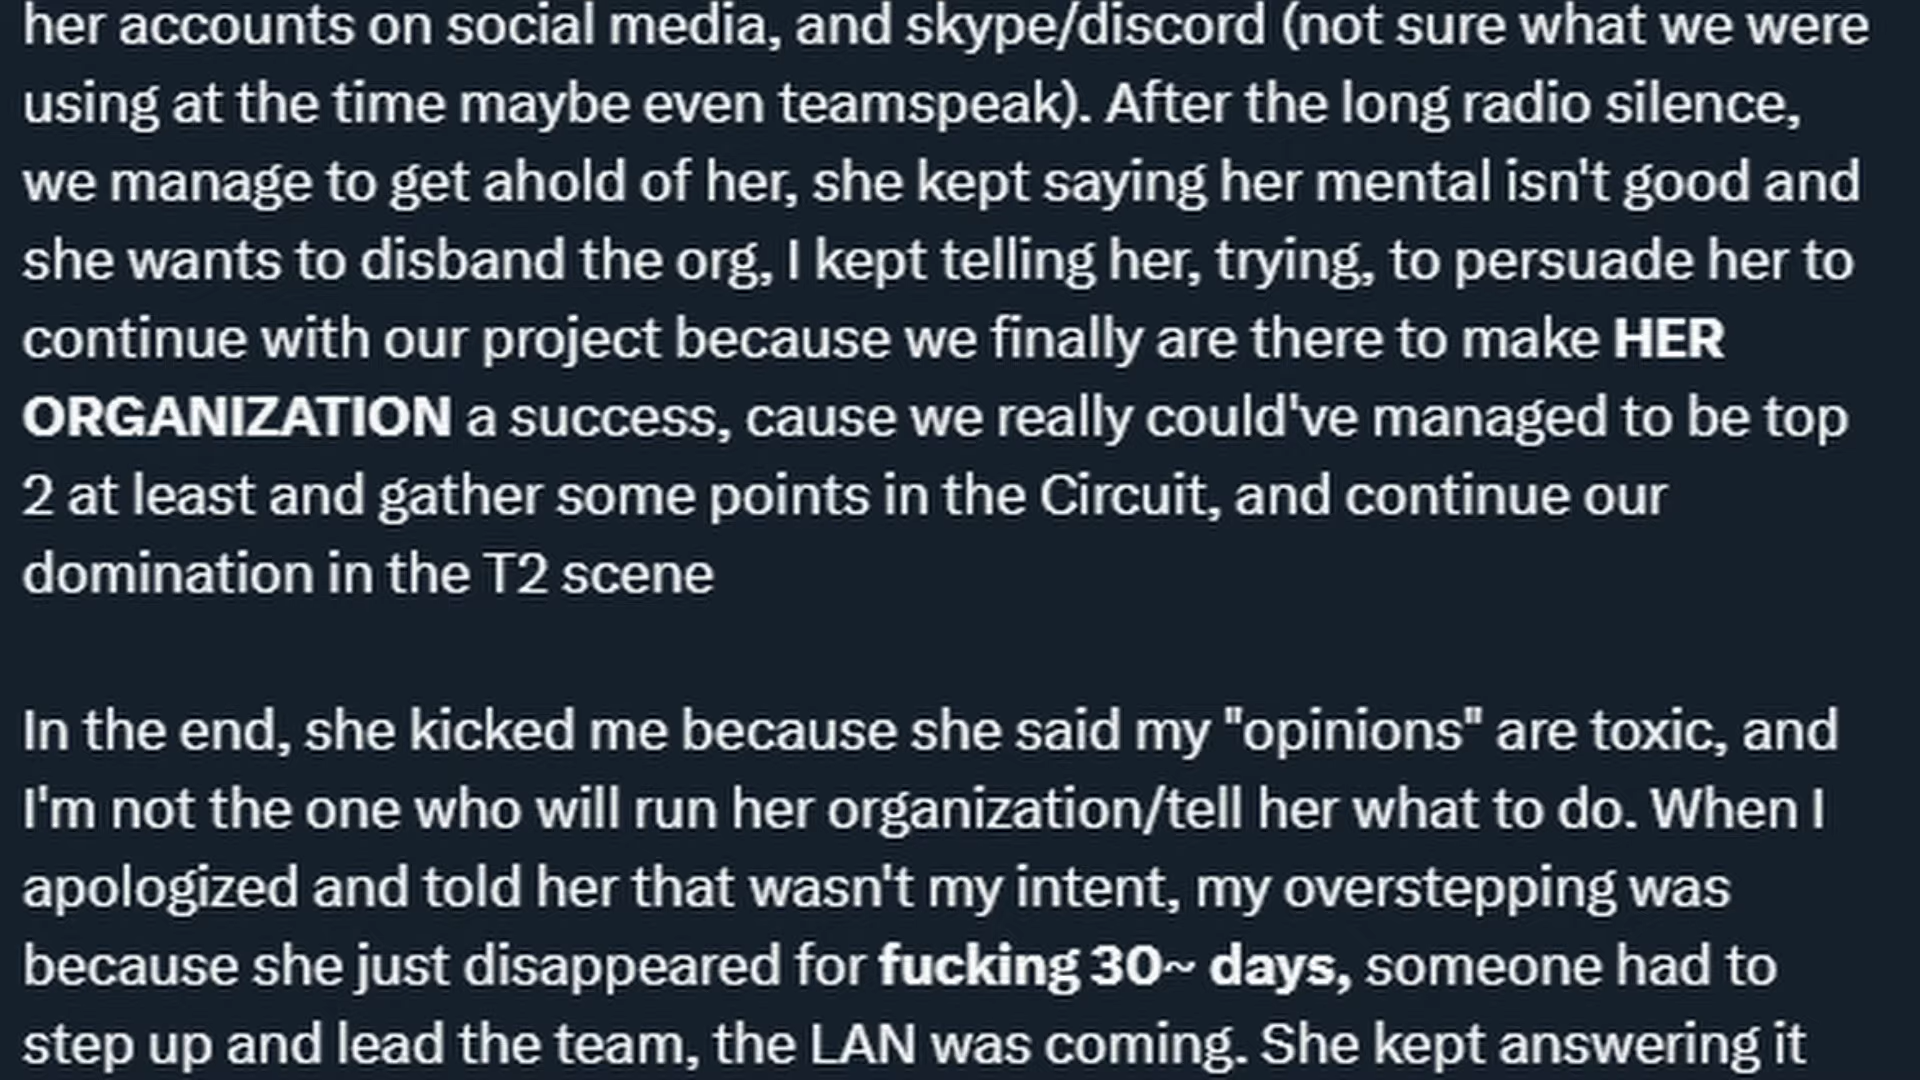 her accounts on social media, and skype/discord (not sure what we were
using at the time maybe even teamspeak). After the long radio silence,
we manage to get ahold of her, she kept saying her mental isn't good and
she wants to disband the org, I kept telling her, trying, to persuade her to
continue with our project because we finally are there to make HER
ORGANIZATION a success, cause we really could've managed to be top
2 at least and gather some points in the Circuit, and continue our
domination in the T2 scene
In the end, she kicked me because she said my "opinions" are toxic, and
I'm not the one who will run her organization/tell her what to do. When I
apologized and told her that wasn't my intent, my overstepping was
because she just disappeared for fucking 30~ days, someone had to
step up and lead the team, the LAN was coming. She kept answering it